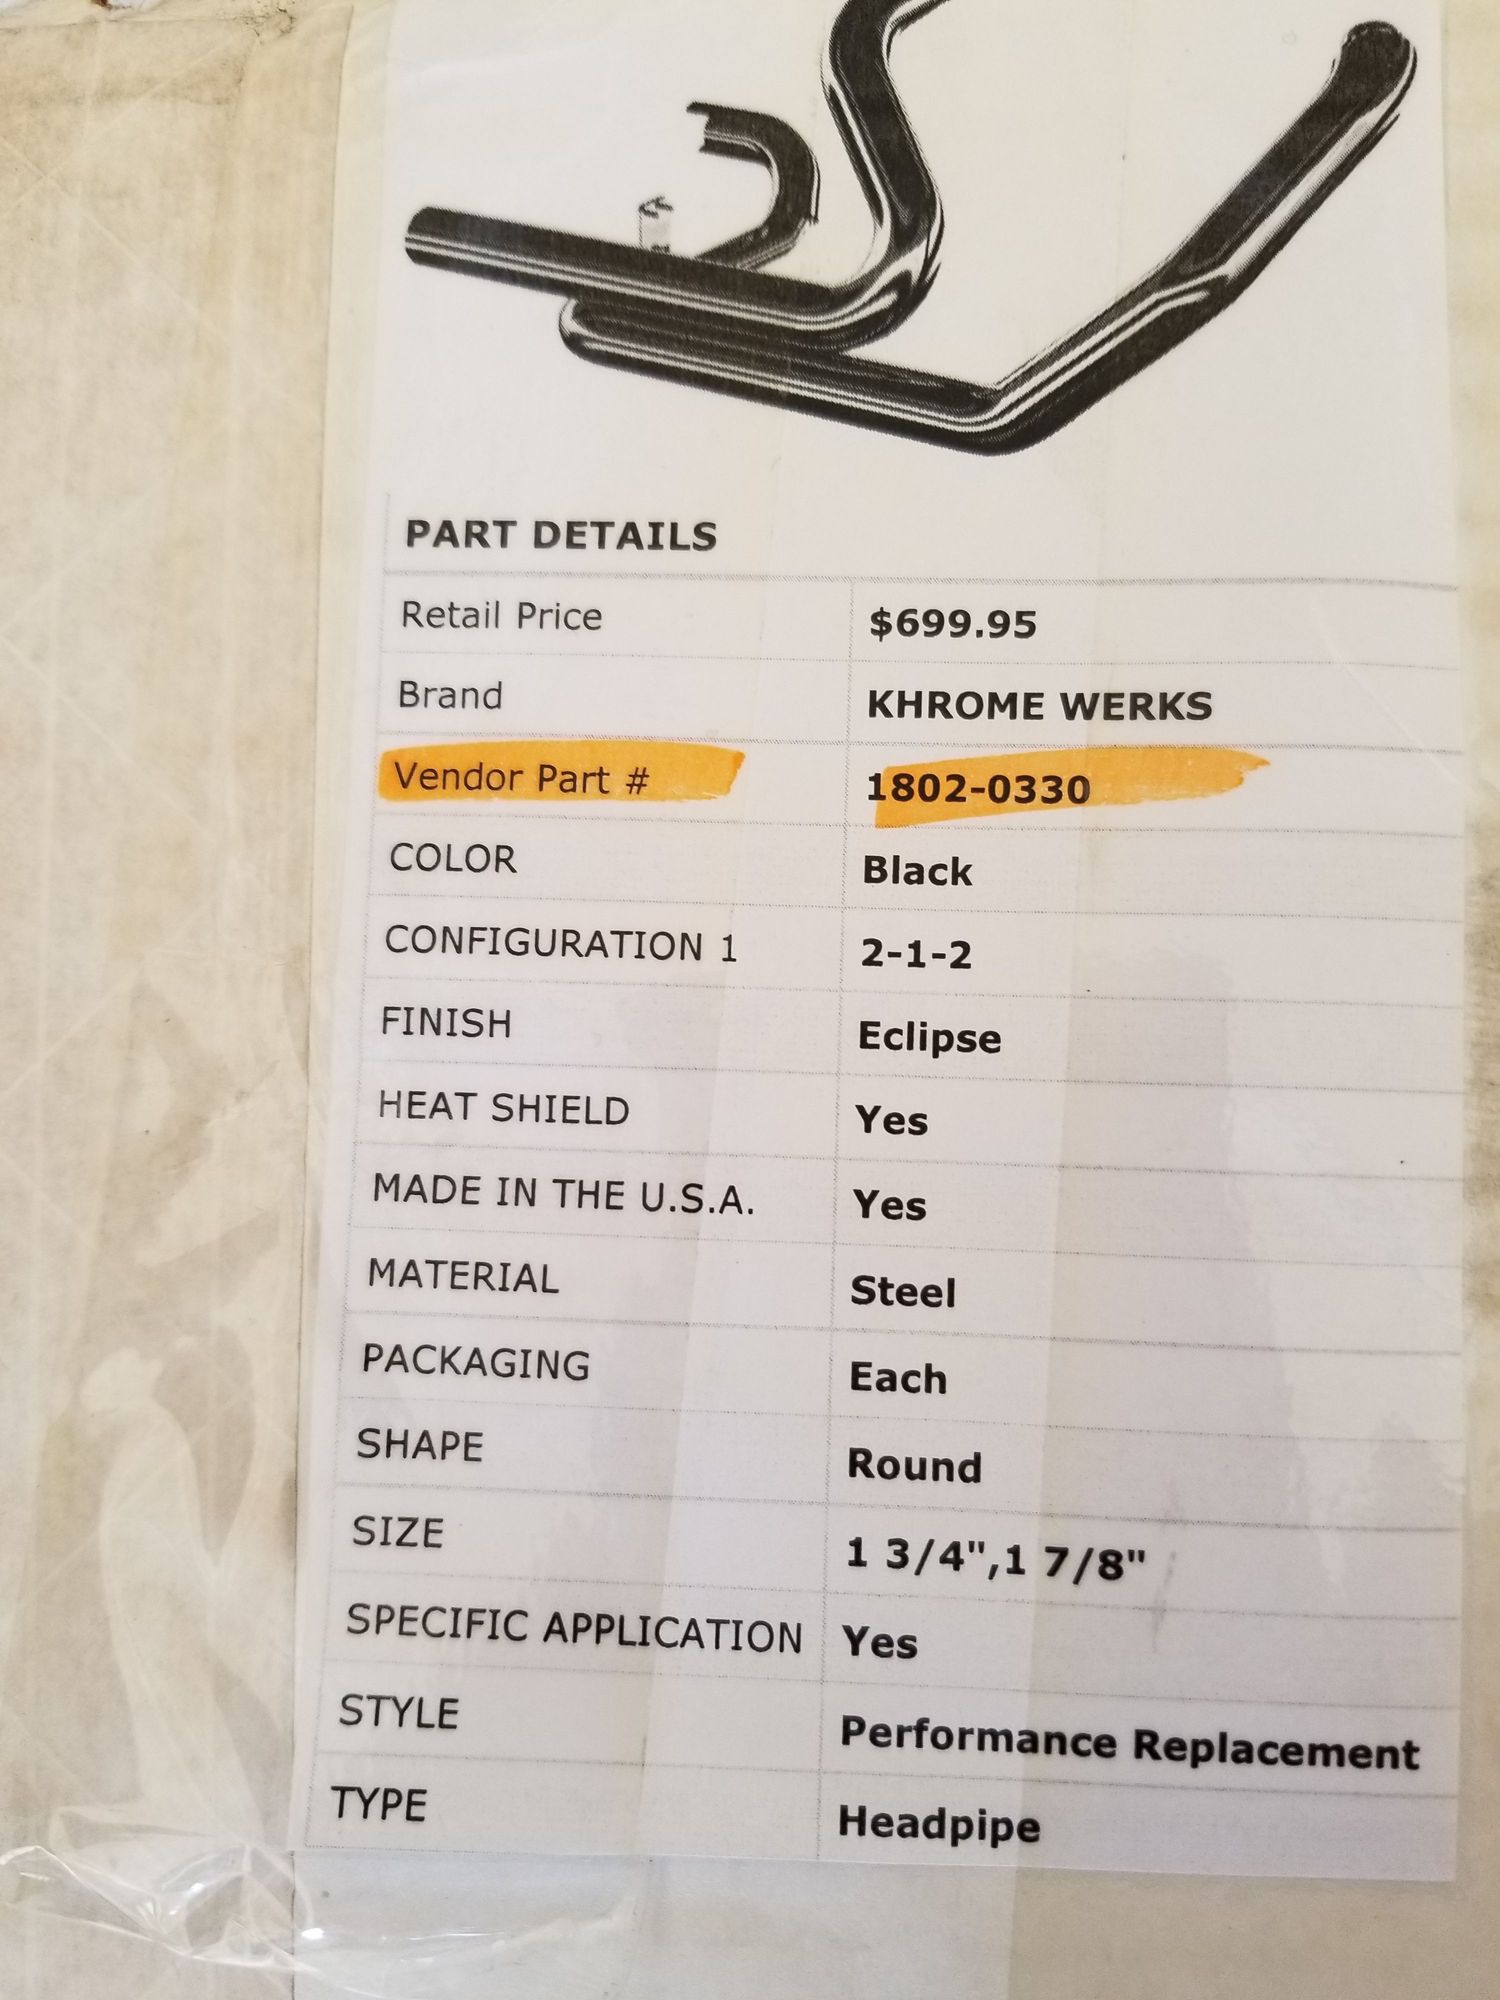 PART DETAILS
Retail Price $699.95
Brand KHROME WERKS
Vendor Part # 1802-0330
COLOR Black
CONFIGURATION 1 2-1-2
FINISH Eclipse
HEAT SHIELD Yes
MADE IN THE U.S.A. Yes
MATERIAL Steel
PACKAGING Each
SHAPE Round
SIZE 1 3/4",1 7/8"
SPECIFIC APPLICATION Yes
STYLE Performance Replacement
TYPE Headpipe